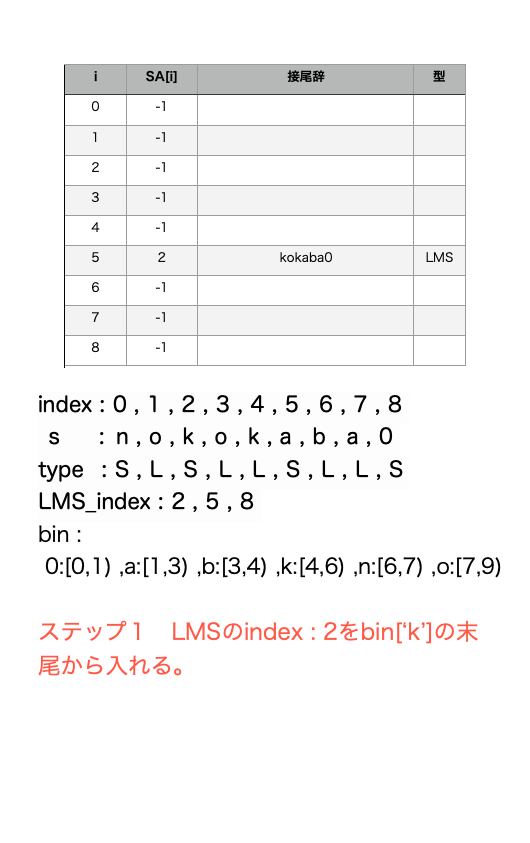 i SA[i] 接尾辞 型
0 -1
1 -1
2 -1
3 -1
4 -1
5 2 kokaba0 LMS
6 -1
7 -1
8 -1
index : 0 , 1 , 2 , 3 , 4 , 5 , 6 , 7 , 8
s : n , o , k , o , k , a , b , a , 0
type : S , L , S , L , L , S , L , L , S
LMS_index : 2 , 5 , 8
bin :
0:[0,1) ,a:[1,3) ,b:[3,4) ,k:[4,6) ,n:[6,7) ,o:[7,9)
ステップ１　LMSのindex : 2をbin[‘k’]の末
尾から入れる。